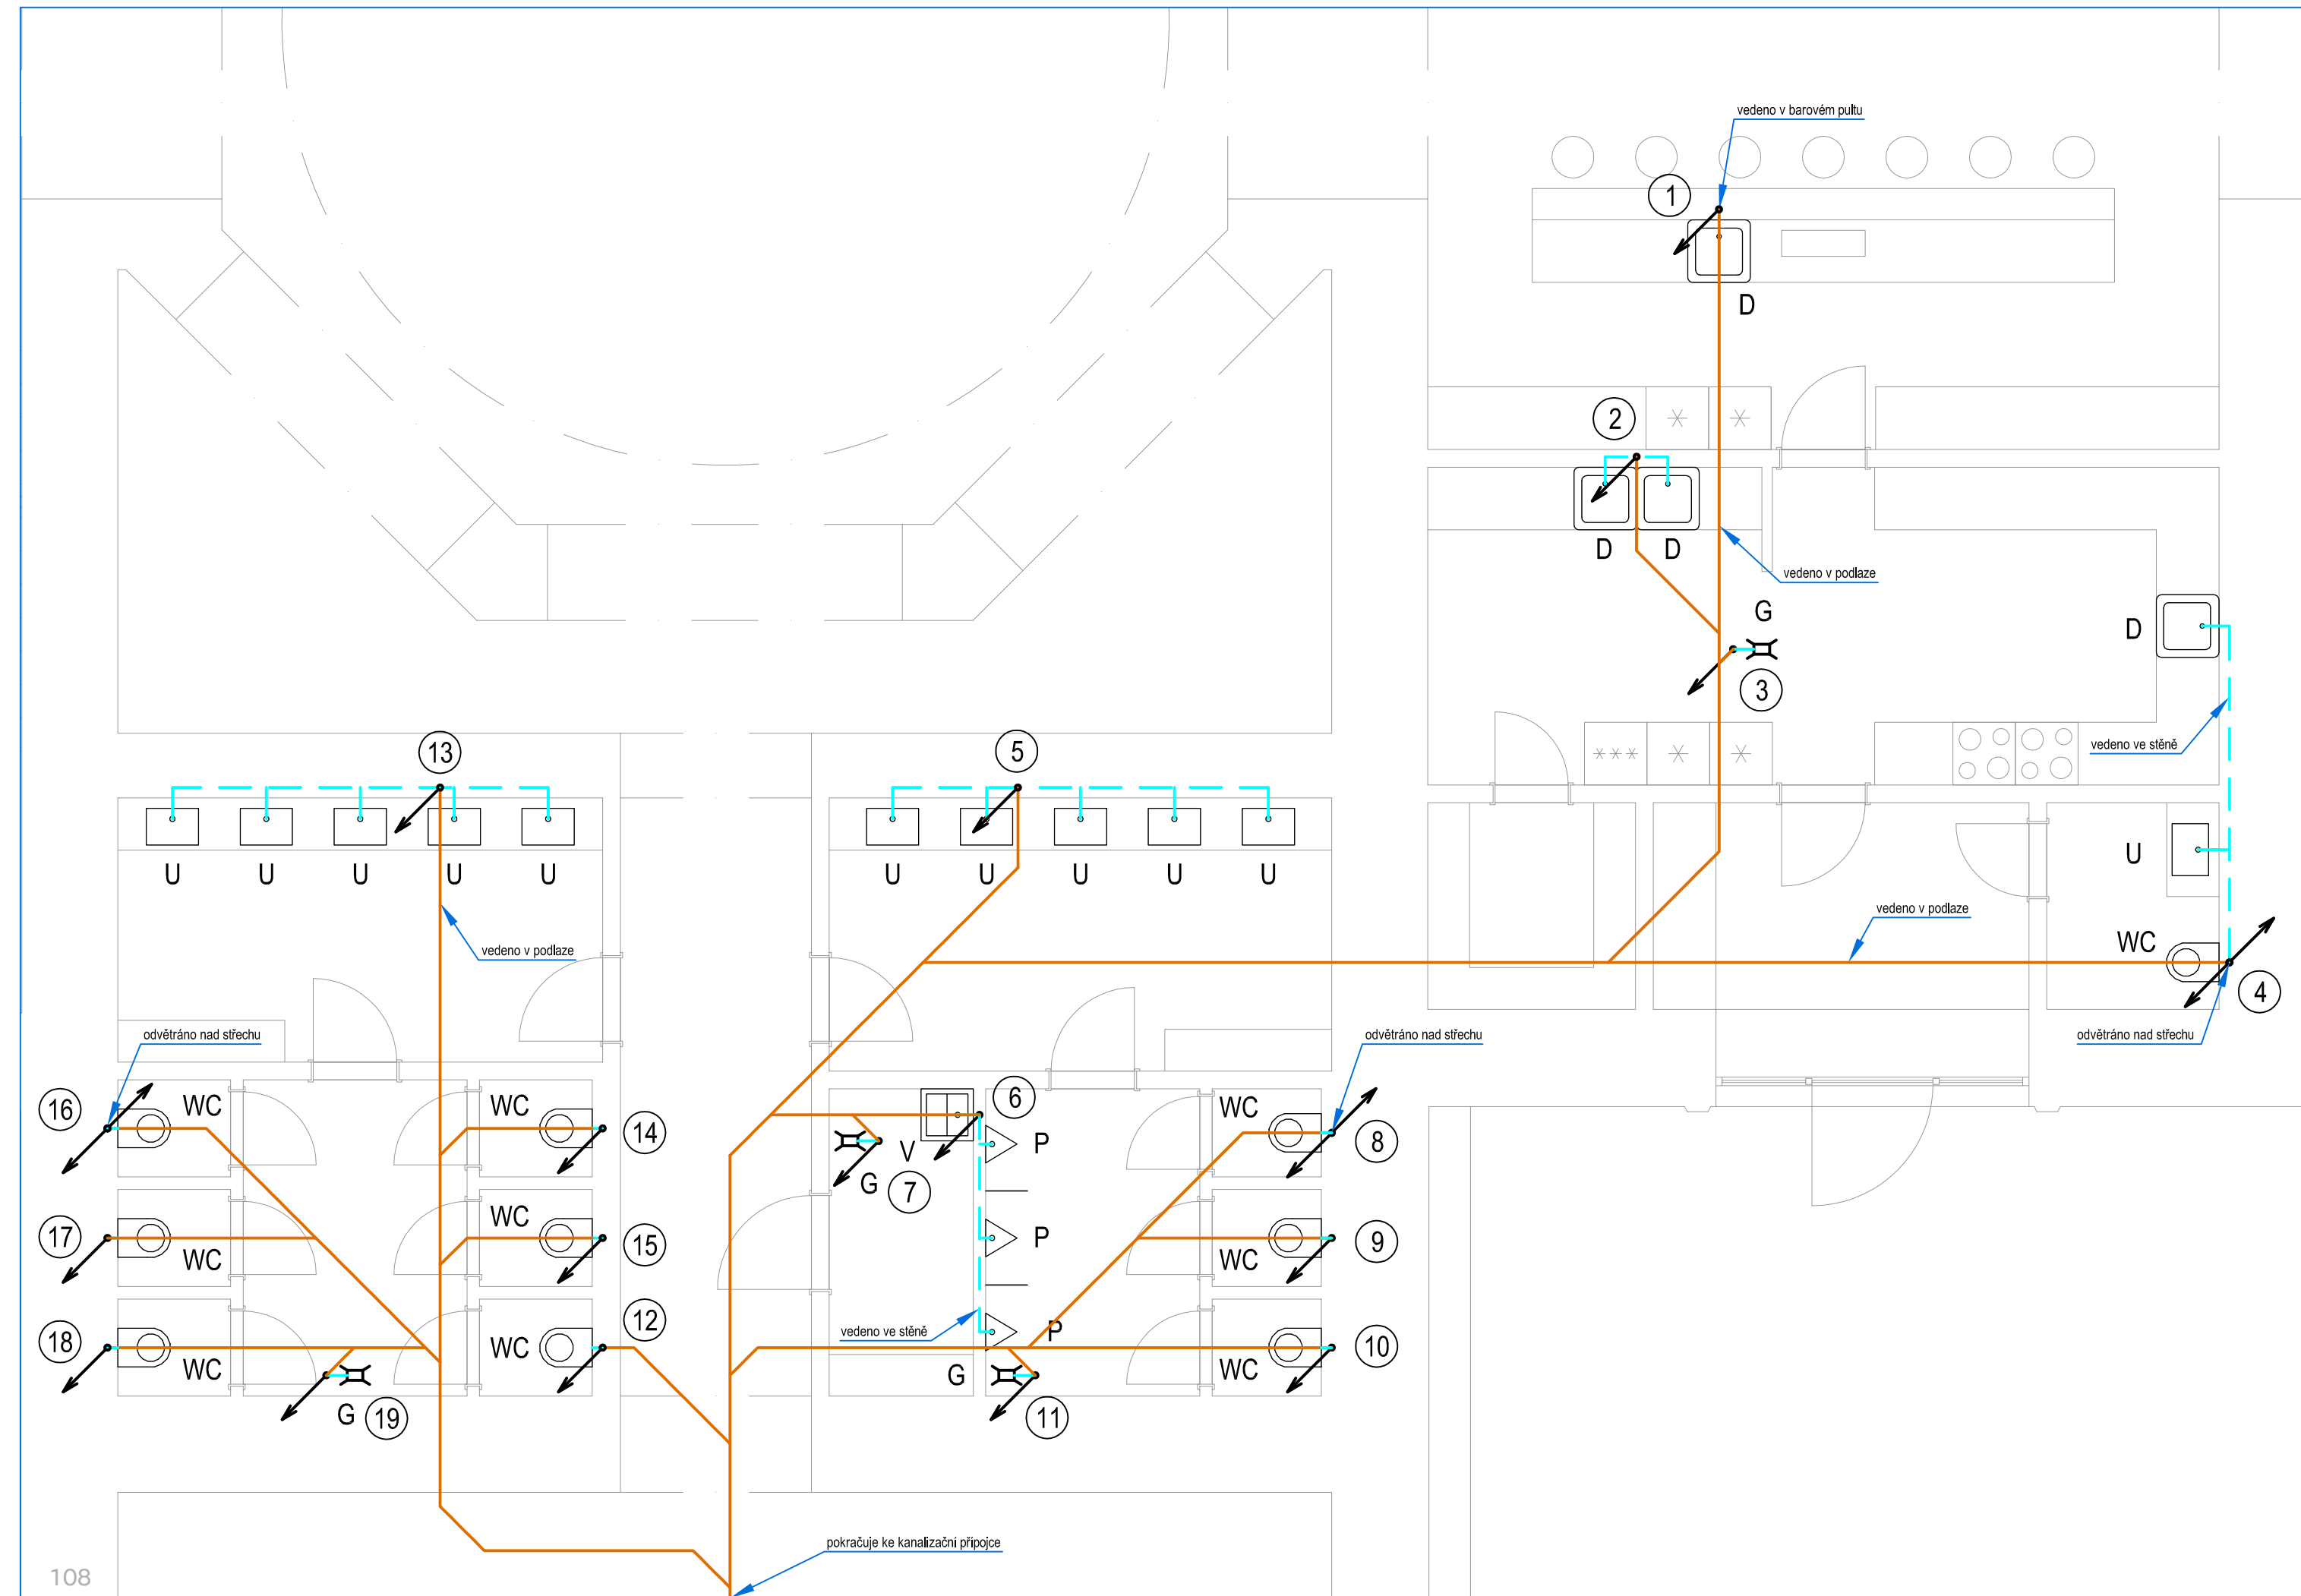 vedeno v barovém pultu
1
D
2
D D
vedeno v podlaze
G
D
3
13
5
vedeno ve stěně
U U U U U
U U U U U
U
vedeno v podlaze
WC
vedeno v podlaze
4
odvětráno nad střechu
odvětráno nad střechu
odvětráno nad střechu
16
WC
WC
14
6
WC
8
V
P
G
7
17
WC
WC
15
P
WC
9
18
WC
WC
12
vedeno ve stěně
P
WC
10
G
G
19
11
pokračuje ke kanalizační přípojce
108